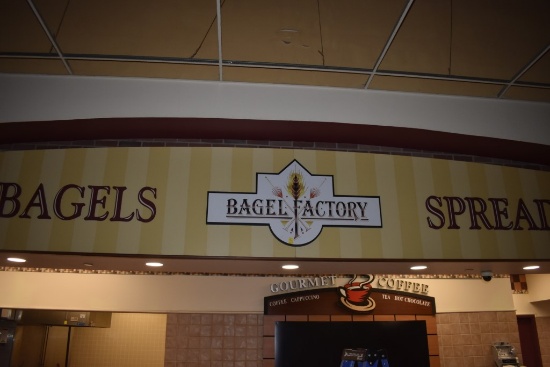 BAGELS
BAGEL FACTORY
SPREAD
GOURMET COFFEE
COFFEE CAPPUCCINO
TEA HOT CHOCOLATE